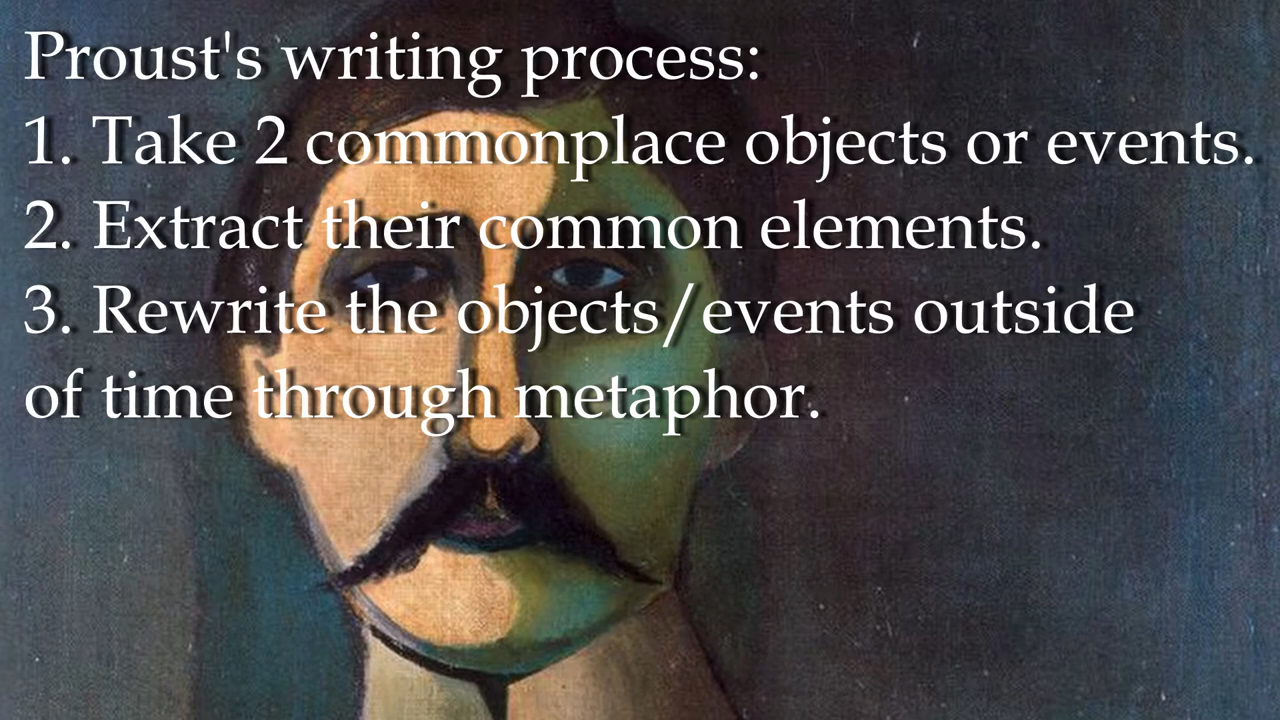 Proust's writing process:
1. Take 2 commonplace objects or events.
2. Extract their common elements.
3. Rewrite the objects/events outside
of time through metaphor.